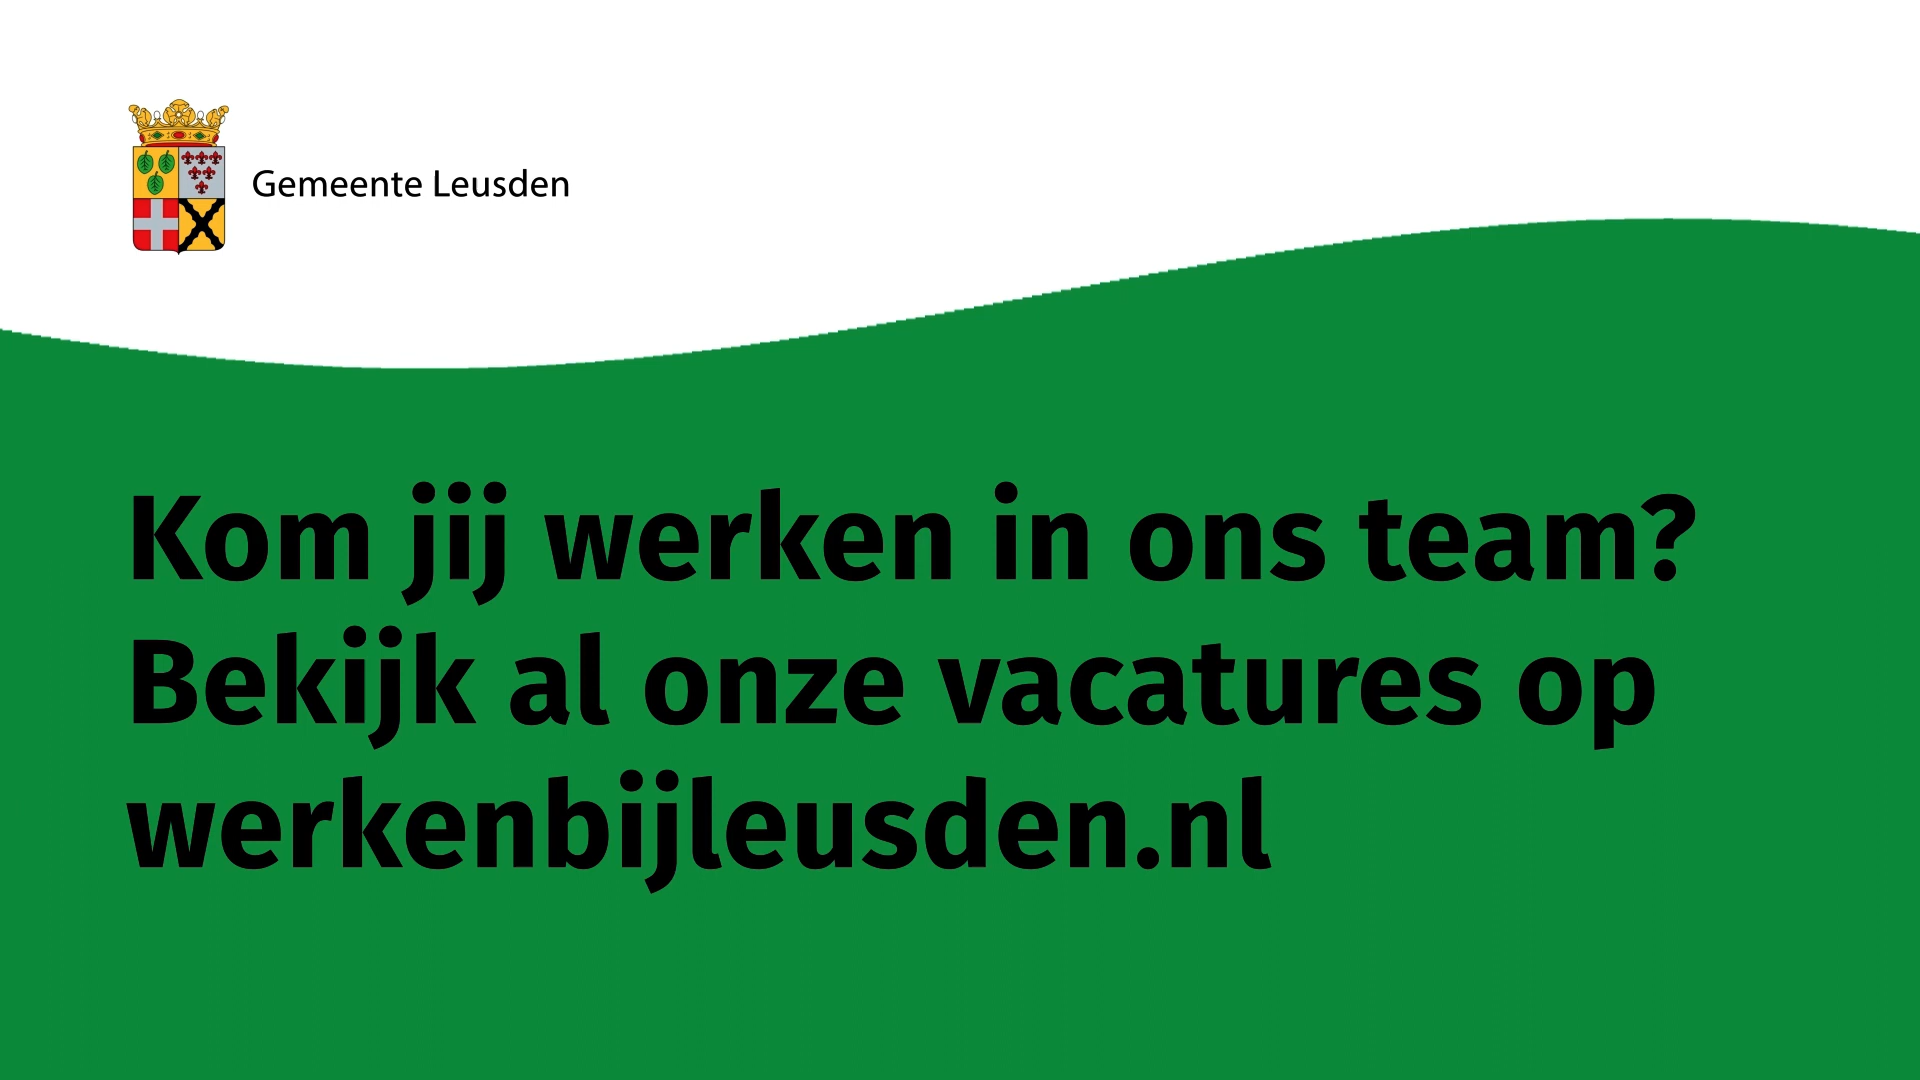 Gemeente Leusden
Kom jij werken in ons team?
Bekijk al onze vacatures op
werkenbijleusden.nl